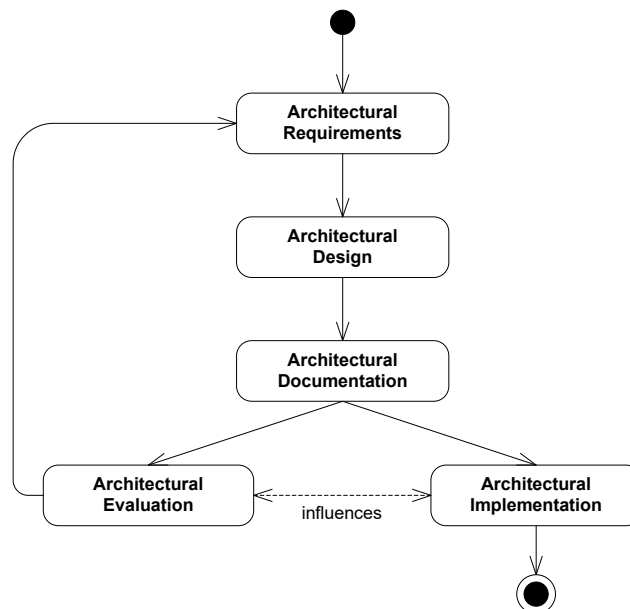 Architectural
Requirements
Architectural
Design
Architectural
Documentation
Architectural
Evaluation
influences
Architectural
Implementation